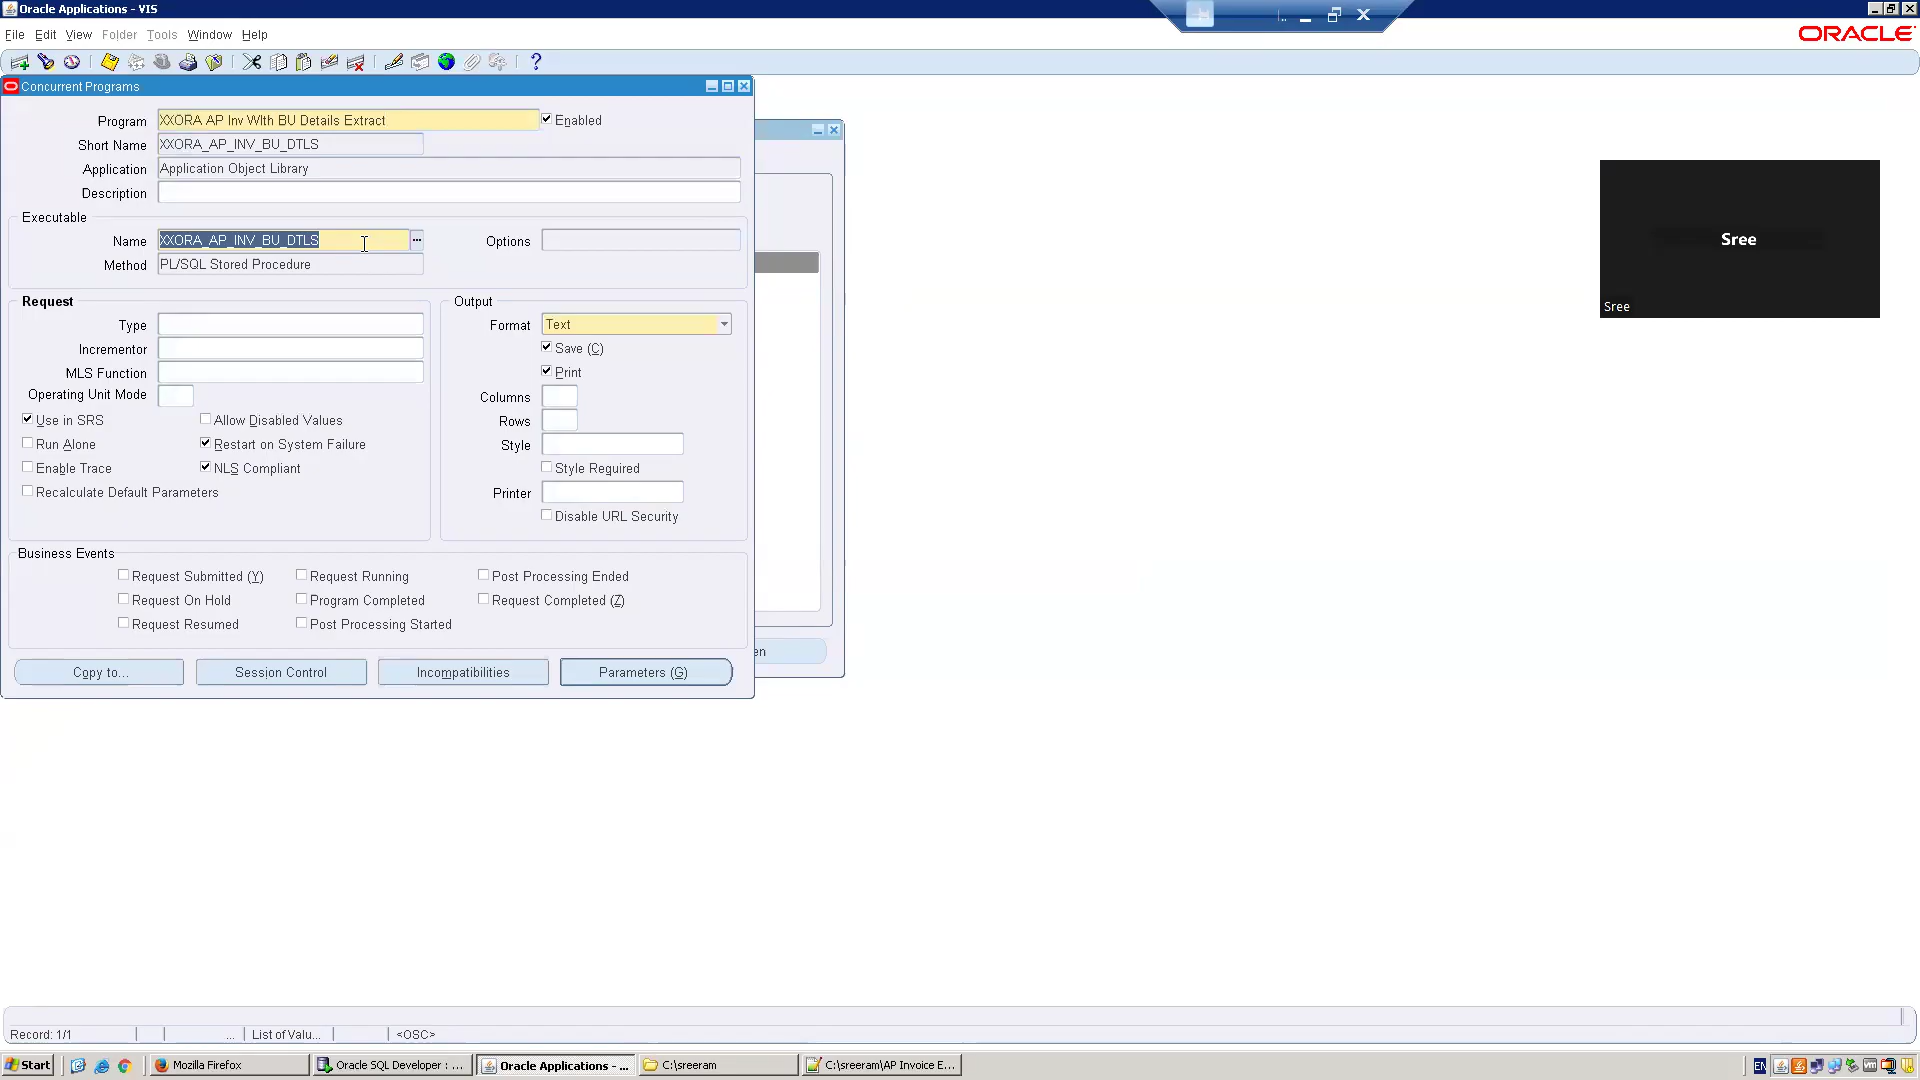 Oracle Applications - VIS
File Edit View Folder Tools Window Help
ORACLE
Concurrent Programs
Program XXORA AP Inv WIth BU Details Extract Enabled
Short Name XXORA_AP_INV_BU_DTLS
Application Application Object Library
Description
Executable
Name XXORA_AP_INV_BU_DTLS ... Options
Method PL/SQL Stored Procedure
Request Output
Type Format Text
Incrementor Save (C)
MLS Function Print
Operating Unit Mode Columns
Use in SRS Allow Disabled Values Rows
Run Alone Restart on System Failure Style
Enable Trace NLS Compliant Style Required
Recalculate Default Parameters Printer
Disable URL Security
Business Events
Request Submitted (Y) Request Running Post Processing Ended
Request On Hold Program Completed Request Completed (Z)
Request Resumed Post Processing Started
Copy to... Session Control Incompatibilities Parameters (G)
en
Sree
Sree
Record: 1/1 ... List of Valu... <OSC>
Start Mozilla Firefox Oracle SQL Developer : ... Oracle Applications - ... C:\sreeram C:\sreeram\AP Invoice E... EN